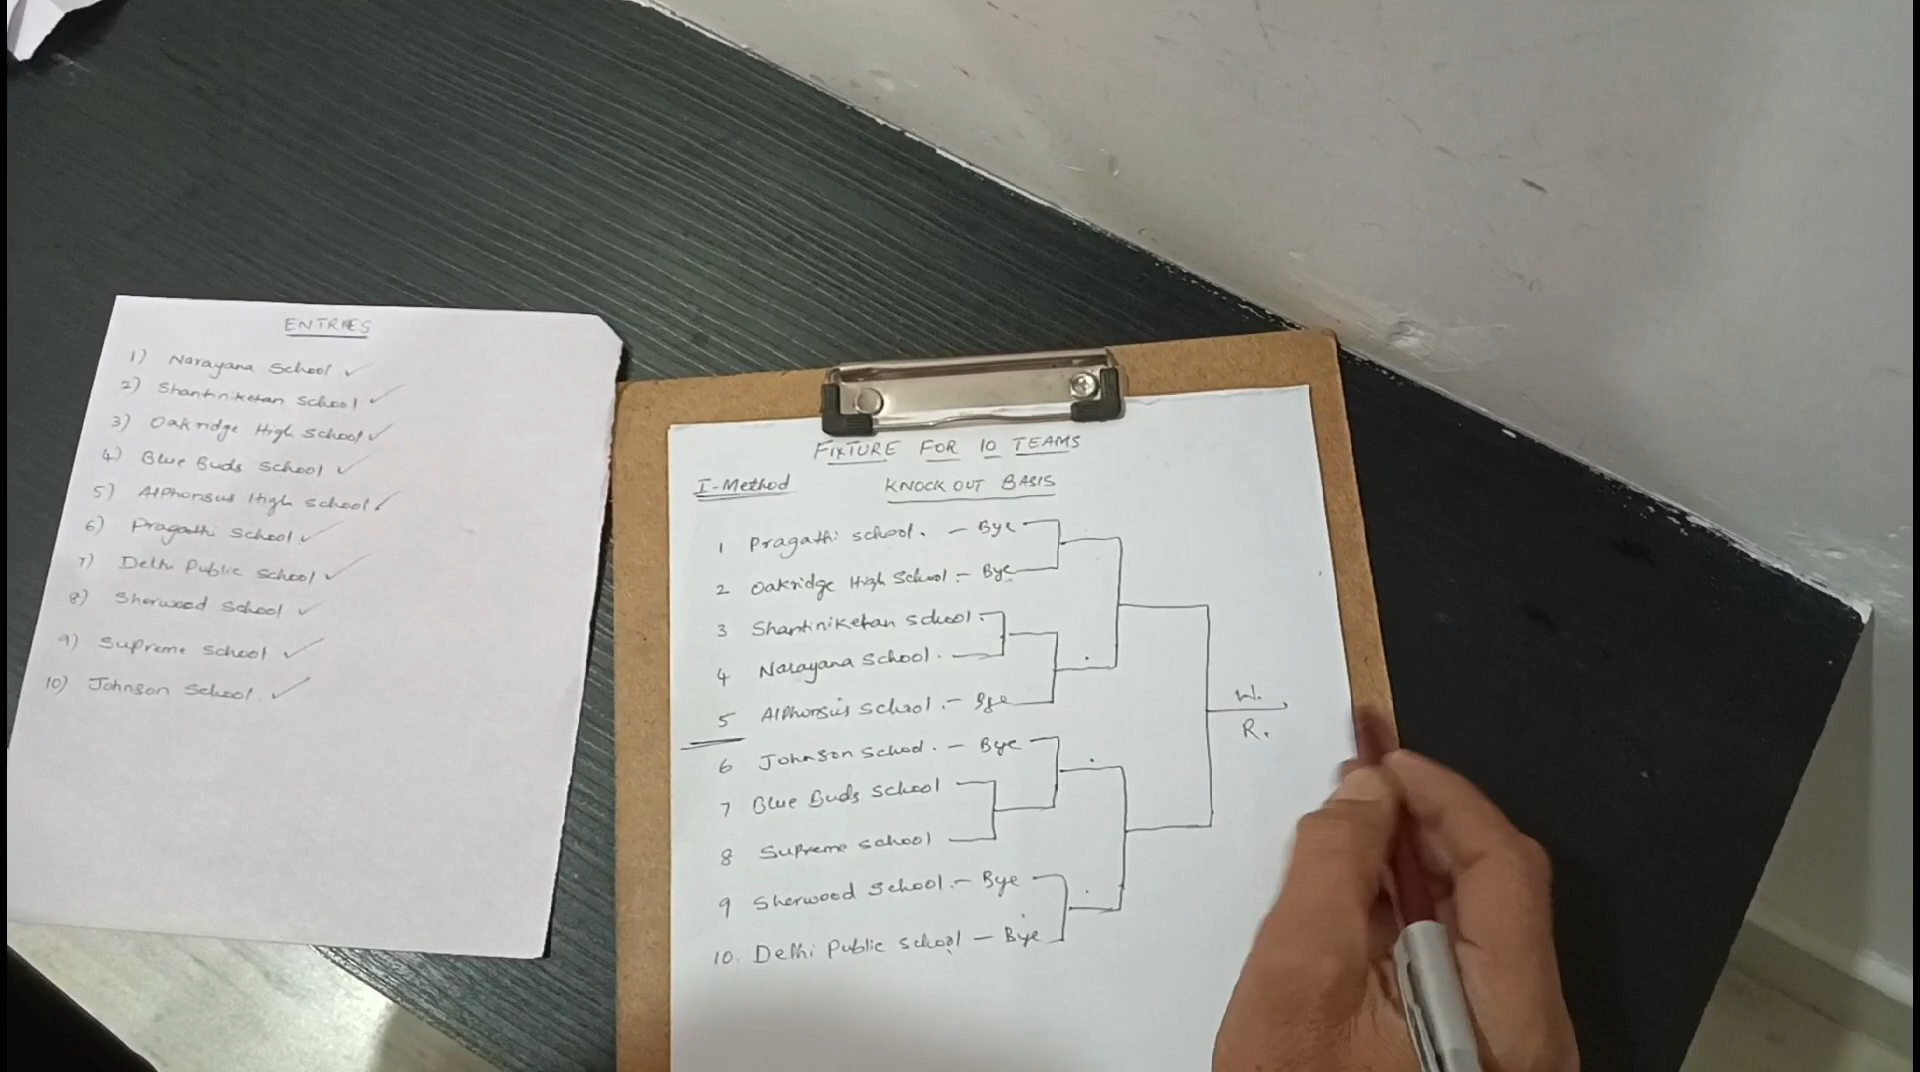 ENTRIES
1) Narayana School ✓
2) Shantiniketan School ✓
3) Oakridge High School ✓
4) Blue Buds School ✓
5) Alphonsus High School ✓
6) Pragathi School ✓
7) Delhi Public School ✓
8) Sherwood School ✓
9) Supreme School ✓
10) Johnson School. ✓
FIXTURE FOR 10 TEAMS
I-Method KNOCK OUT BASIS
1 Pragathi School. - Bye
2 Oakridge High School - Bye
3 Shantiniketan School.
4 Narayana School.
5 Alphonsus School. - Bye
6 Johnson School. - Bye
7 Blue Buds School
8 Supreme School
9 Sherwood School. - Bye
10. Delhi Public School - Bye
W.
R.